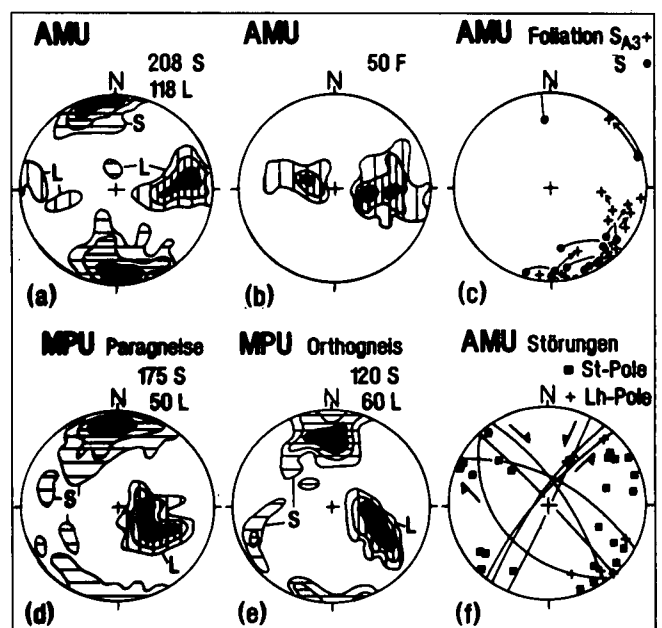 AMU
208 S
118 L
N
S
L
L
(a)
AMU
50 F
N
(b)
AMU Foliation SA3+
S̅ •
N
(c)
MPU Paragneise
175 S
50 L
N
S
L
(d)
MPU Orthogneis
120 S
60 L
N
S
L
(e)
AMU Störungen
■ St-Pole
+ Lh-Pole
N
(f)